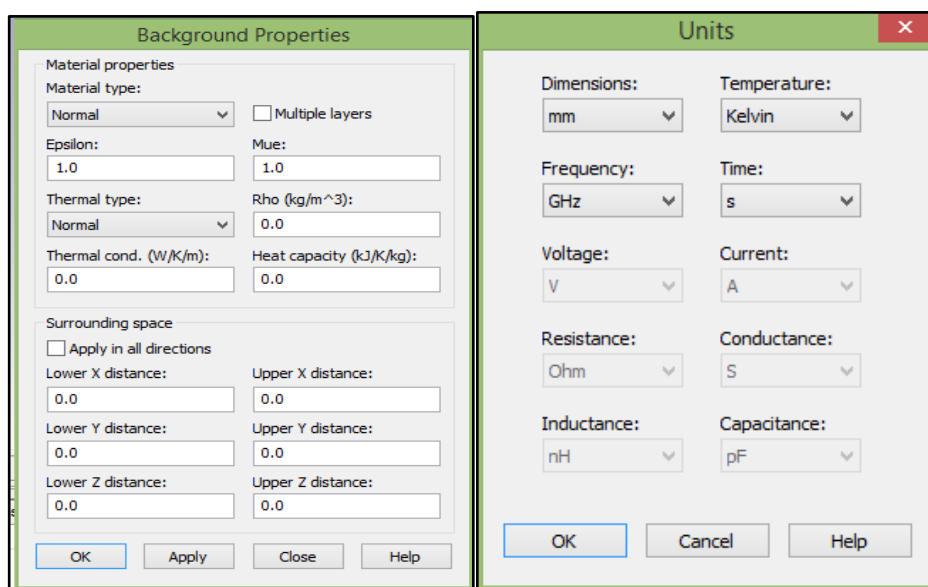 Background Properties
Material properties
Material type:
Normal
Multiple layers
Epsilon:
Mue:
1.0
1.0
Thermal type:
Rho (kg/m^3):
Normal
0.0
Thermal cond. (W/K/m):
Heat capacity (kJ/K/kg):
0.0
0.0
Surrounding space
Apply in all directions
Lower X distance:
Upper X distance:
0.0
0.0
Lower Y distance:
Upper Y distance:
0.0
0.0
Lower Z distance:
Upper Z distance:
0.0
0.0
OK
Apply
Close
Help
Units
Dimensions:
Temperature:
mm
Kelvin
Frequency:
Time:
GHz
s
Voltage:
Current:
V
A
Resistance:
Conductance:
Ohm
S
Inductance:
Capacitance:
nH
pF
OK
Cancel
Help